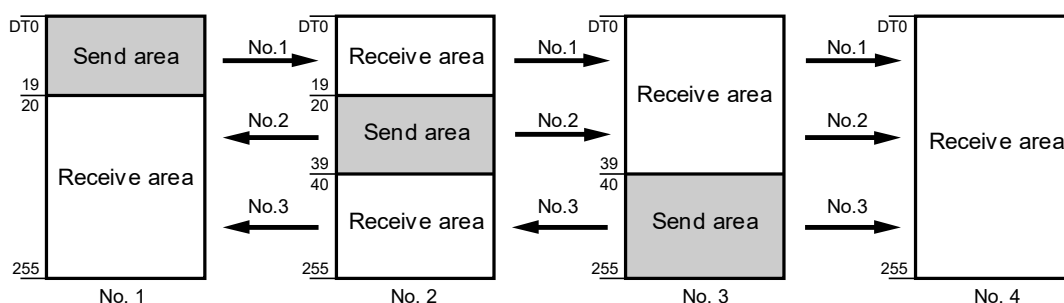 DT0
Send area
19
20
Receive area
255
No. 1
No.1
No.2
No.3
DT0
Receive area
19
20
Send area
39
40
Receive area
255
No. 2
No.1
No.2
No.3
DT0
Receive area
39
40
Send area
255
No. 3
No.1
No.2
No.3
DT0
Receive area
255
No. 4